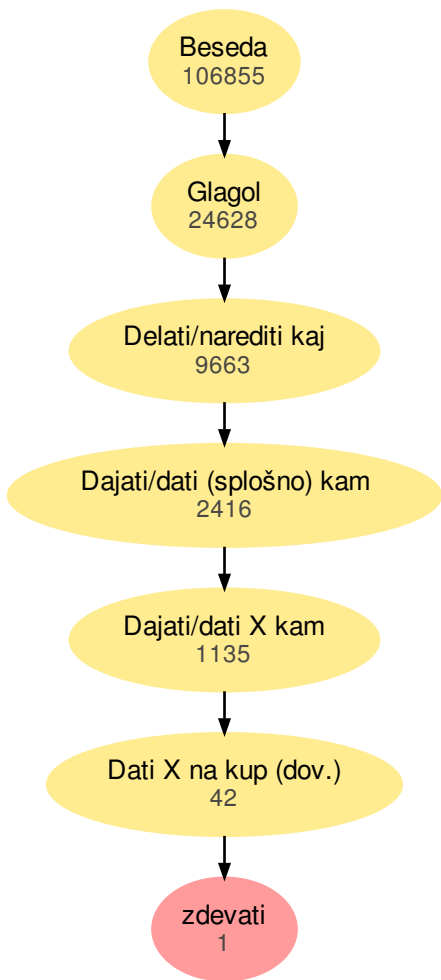 Beseda
106855
Glagol
24628
Delati/narediti kaj
9663
Dajati/dati (splošno) kam
2416
Dajati/dati X kam
1135
Dati X na kup (dov.)
42
zdevati
1